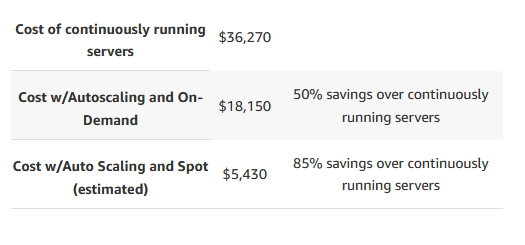 Cost of continuously running
servers
$36,270
Cost w/Autoscaling and On-
Demand
$18,150
50% savings over continuously
running servers
Cost w/Auto Scaling and Spot
(estimated)
$5,430
85% savings over continuously
running servers